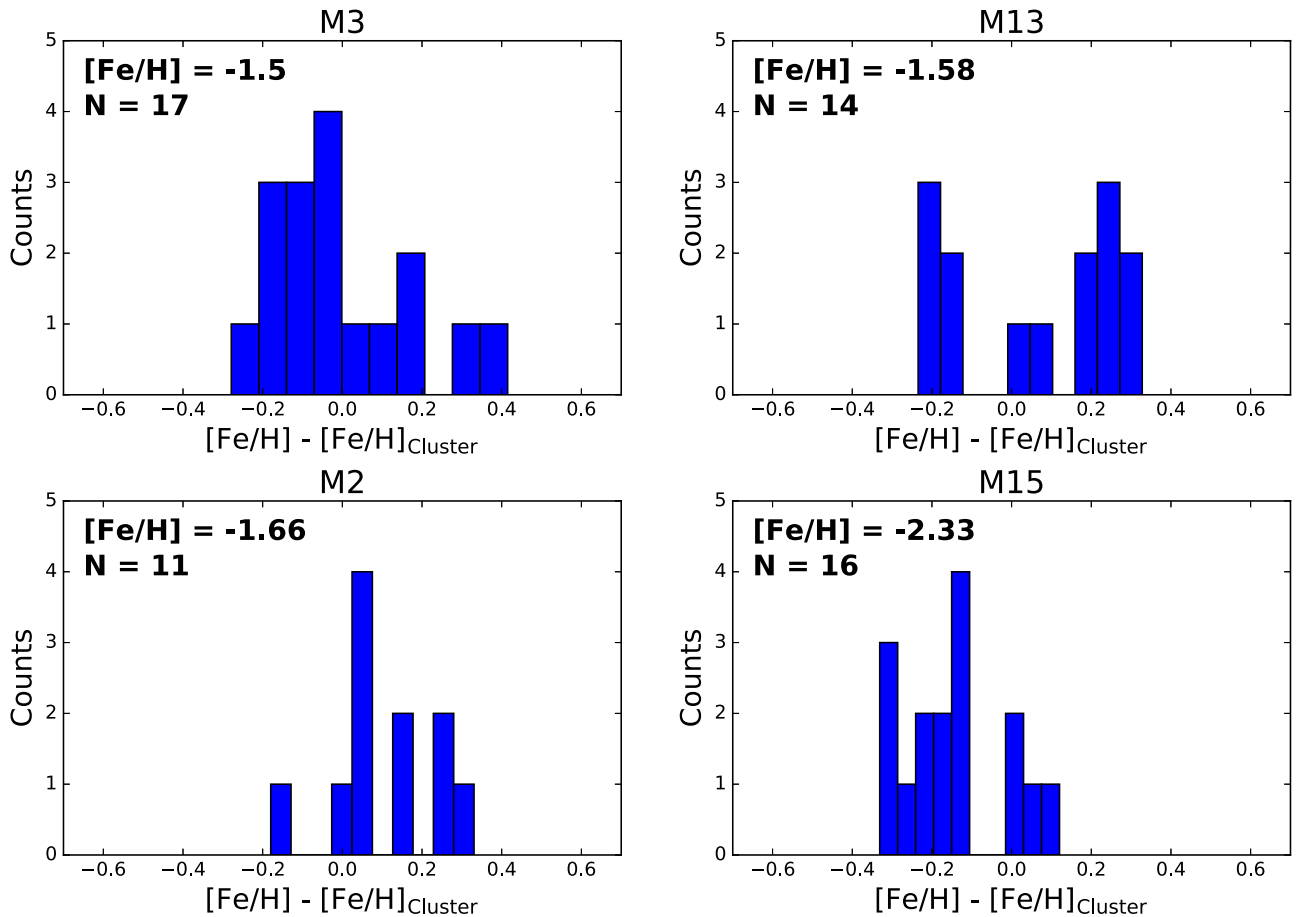 M3
[Fe/H] = -1.5
N = 17
5
4
3
2
1
0
Counts
−0.6 −0.4 −0.2 0.0 0.2 0.4 0.6
[Fe/H] - [Fe/H]Cluster
M13
[Fe/H] = -1.58
N = 14
5
4
3
2
1
0
Counts
−0.6 −0.4 −0.2 0.0 0.2 0.4 0.6
[Fe/H] - [Fe/H]Cluster
M2
[Fe/H] = -1.66
N = 11
5
4
3
2
1
0
Counts
−0.6 −0.4 −0.2 0.0 0.2 0.4 0.6
[Fe/H] - [Fe/H]Cluster
M15
[Fe/H] = -2.33
N = 16
5
4
3
2
1
0
Counts
−0.6 −0.4 −0.2 0.0 0.2 0.4 0.6
[Fe/H] - [Fe/H]Cluster